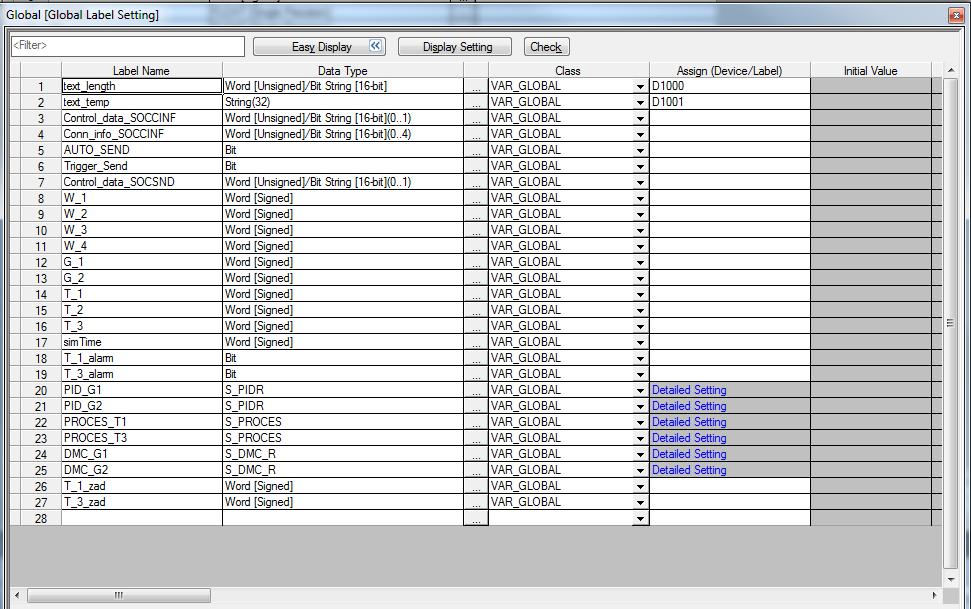 Global [Global Label Setting]
<Filter> Easy Display Display Setting Check
Label Name Data Type Class Assign (Device/Label) Initial Value
1 text_length Word [Unsigned]/Bit String [16-bit] ... VAR_GLOBAL D1000
2 text_temp String(32) ... VAR_GLOBAL D1001
3 Control_data_SOCCINF Word [Unsigned]/Bit String [16-bit](0..1) ... VAR_GLOBAL
4 Conn_info_SOCCINF Word [Unsigned]/Bit String [16-bit](0..4) ... VAR_GLOBAL
5 AUTO_SEND Bit ... VAR_GLOBAL
6 Trigger_Send Bit ... VAR_GLOBAL
7 Control_data_SOCSND Word [Unsigned]/Bit String [16-bit](0..1) ... VAR_GLOBAL
8 W_1 Word [Signed] ... VAR_GLOBAL
9 W_2 Word [Signed] ... VAR_GLOBAL
10 W_3 Word [Signed] ... VAR_GLOBAL
11 W_4 Word [Signed] ... VAR_GLOBAL
12 G_1 Word [Signed] ... VAR_GLOBAL
13 G_2 Word [Signed] ... VAR_GLOBAL
14 T_1 Word [Signed] ... VAR_GLOBAL
15 T_2 Word [Signed] ... VAR_GLOBAL
16 T_3 Word [Signed] ... VAR_GLOBAL
17 simTime Word [Signed] ... VAR_GLOBAL
18 T_1_alarm Bit ... VAR_GLOBAL
19 T_3_alarm Bit ... VAR_GLOBAL
20 PID_G1 S_PIDR ... VAR_GLOBAL Detailed Setting
21 PID_G2 S_PIDR ... VAR_GLOBAL Detailed Setting
22 PROCES_T1 S_PROCES ... VAR_GLOBAL Detailed Setting
23 PROCES_T3 S_PROCES ... VAR_GLOBAL Detailed Setting
24 DMC_G1 S_DMC_R ... VAR_GLOBAL Detailed Setting
25 DMC_G2 S_DMC_R ... VAR_GLOBAL Detailed Setting
26 T_1_zad Word [Signed] ... VAR_GLOBAL
27 T_3_zad Word [Signed] ... VAR_GLOBAL
28 ...